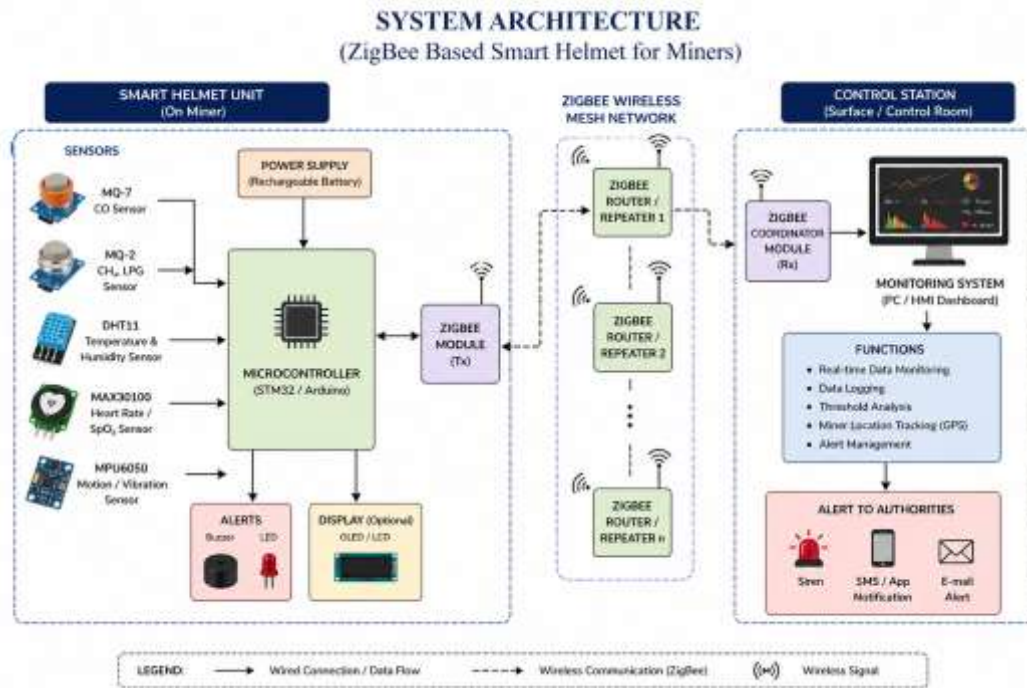 SYSTEM ARCHITECTURE
(ZigBee Based Smart Helmet for Miners)
SMART HELMET UNIT
(On Miner)
SENSORS
MQ-7
CO Sensor
MQ-2
CH₄, LPG
Sensor
DHT11
Temperature &
Humidity Sensor
MAX30100
Heart Rate /
SpO₂ Sensor
MPU6050
Motion / Vibration
Sensor
POWER SUPPLY
(Rechargeable Battery)
MICROCONTROLLER
(STM32 / Arduino)
ZIGBEE
MODULE
(Tx)
ALERTS
Buzzer LED
DISPLAY (Optional)
OLED / LCD
ZIGBEE WIRELESS
MESH NETWORK
ZIGBEE
ROUTER /
REPEATER 1
ZIGBEE
ROUTER /
REPEATER 2
ZIGBEE
ROUTER /
REPEATER n
CONTROL STATION
(Surface / Control Room)
ZIGBEE
COORDINATOR
MODULE
(Rx)
MONITORING SYSTEM
(PC / HMI Dashboard)
FUNCTIONS
• Real-time Data Monitoring
• Data Logging
• Threshold Analysis
• Miner Location Tracking (GPS)
• Alert Management
ALERT TO AUTHORITIES
Siren
SMS / App
Notification
E-mail
Alert
LEGEND: Wired Connection / Data Flow Wireless Communication (ZigBee) Wireless Signal